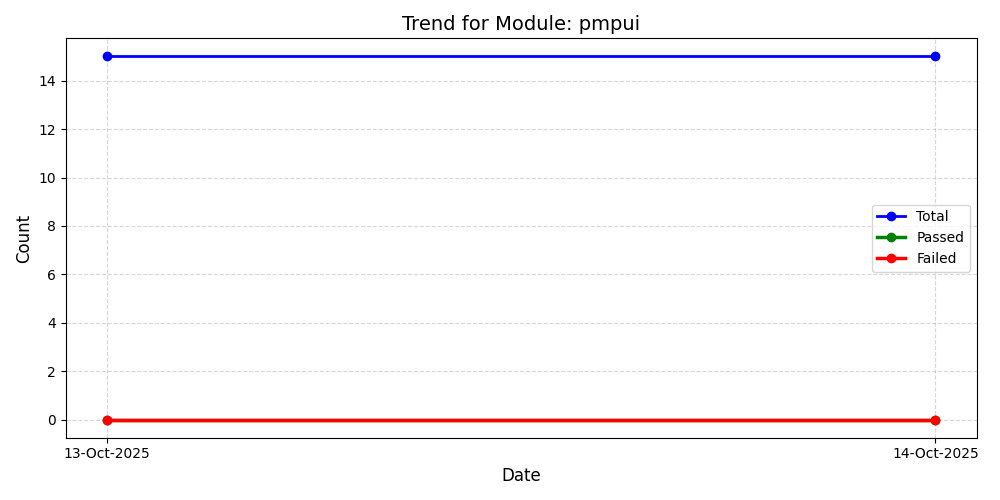 Trend for Module: pmpui
Count
14
12
10
8
6
4
2
0
Total
Passed
Failed
13-Oct-2025
14-Oct-2025
Date